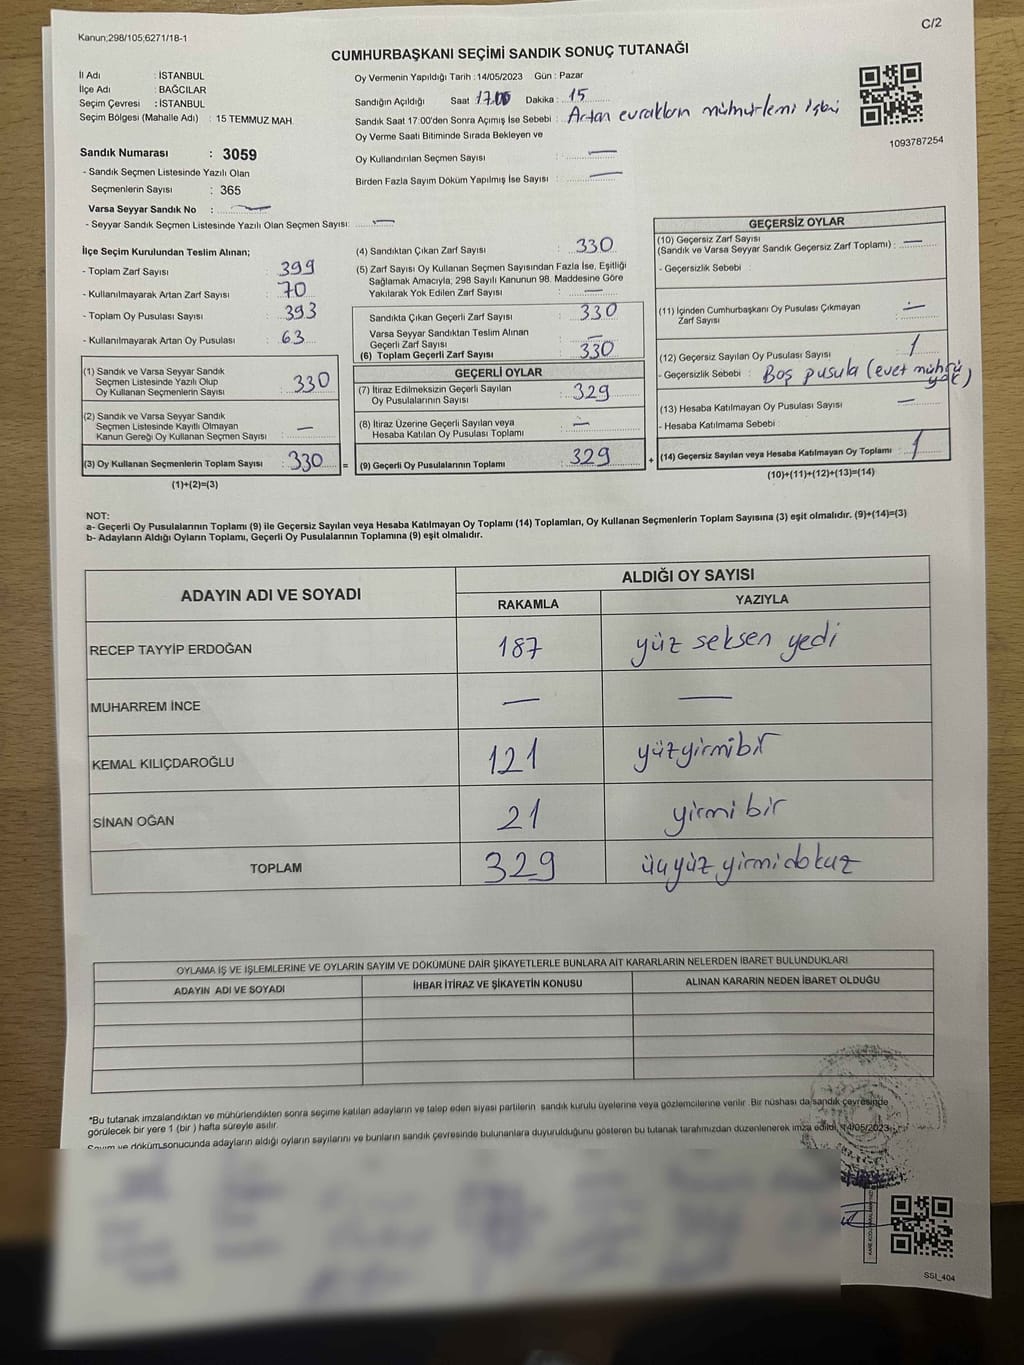 Kanun;298/105;6271/18-1
C/2
CUMHURBAŞKANI SEÇİMİ SANDIK SONUÇ TUTANAĞI
İl Adı : İSTANBUL
İlçe Adı : BAĞCILAR
Seçim Çevresi : İSTANBUL
Seçim Bölgesi (Mahalle Adı) : 15 TEMMUZ MAH.
Oy Vermenin Yapıldığı Tarih : 14/05/2023 Gün : Pazar
Sandığın Açıldığı Saat 17.00 Dakika : 15
Sandık Saat 17:00'den Sonra Açımış İse Sebebi : Artan evrakların mühürlemi işlemi
Oy Verme Saati Bitiminde Sırada Bekleyen ve
Oy Kullandırılan Seçmen Sayısı : —
Birden Fazla Sayım Döküm Yapılmış İse Sayısı : —
1093787254
Sandık Numarası : 3059
- Sandık Seçmen Listesinde Yazılı Olan
Seçmenlerin Sayısı : 365
Varsa Seyyar Sandık No : —
- Seyyar Sandık Seçmen Listesinde Yazılı Olan Seçmen Sayısı: —
İlçe Seçim Kurulundan Teslim Alınan;
- Toplam Zarf Sayısı : 399
- Kullanılmayarak Artan Zarf Sayısı : 70
- Toplam Oy Pusulası Sayısı : 393
- Kullanılmayarak Artan Oy Pusulası : 63
(1) Sandık ve Varsa Seyyar Sandık
Seçmen Listesinde Yazılı Olup
Oy Kullanan Seçmenlerin Sayısı : 330
(2) Sandık ve Varsa Seyyar Sandık
Seçmen Listesinde Kayıtlı Olmayan
Kanun Gereği Oy Kullanan Seçmen Sayısı : —
(3) Oy Kullanan Seçmenlerin Toplam Sayısı : 330 =
(1)+(2)=(3)
(4) Sandıktan Çıkan Zarf Sayısı : 330
(5) Zarf Sayısı Oy Kullanan Seçmen Sayısından Fazla İse, Eşitliği
Sağlamak Amacıyla, 298 Sayılı Kanunun 98. Maddesine Göre
Yakılarak Yok Edilen Zarf Sayısı : —
Sandıkta Çıkan Geçerli Zarf Sayısı : 330
Varsa Seyyar Sandıktan Teslim Alınan
Geçerli Zarf Sayısı : —
(6) Toplam Geçerli Zarf Sayısı : 330
GEÇERLİ OYLAR
(7) İtiraz Edilmeksizin Geçerli Sayılan
Oy Pusulalarının Sayısı : 329
(8) İtiraz Üzerine Geçerli Sayılan veya
Hesaba Katılan Oy Pusulası Toplamı : —
(9) Geçerli Oy Pusulalarının Toplamı : 329 +
GEÇERSİZ OYLAR
(10) Geçersiz Zarf Sayısı
(Sandık ve Varsa Seyyar Sandık Geçersiz Zarf Toplamı) : —
- Geçersizlik Sebebi :
(11) İçinden Cumhurbaşkanı Oy Pusulası Çıkmayan
Zarf Sayısı : —
(12) Geçersiz Sayılan Oy Pusulası Sayısı : 1
- Geçersizlik Sebebi : Boş pusula (evet mührü
yok)
(13) Hesaba Katılmayan Oy Pusulası Sayısı : —
- Hesaba Katılmama Sebebi :
(14) Geçersiz Sayılan veya Hesaba Katılmayan Oy Toplamı : 1
(10)+(11)+(12)+(13)=(14)
NOT:
a- Geçerli Oy Pusulalarının Toplamı (9) ile Geçersiz Sayılan veya Hesaba Katılmayan Oy Toplamı (14) Toplamları, Oy Kullanan Seçmenlerin Toplam Sayısına (3) eşit olmalıdır. (9)+(14)=(3)
b- Adayların Aldığı Oyların Toplamı, Geçerli Oy Pusulalarının Toplamına (9) eşit olmalıdır.
ADAYIN ADI VE SOYADI
ALDIĞI OY SAYISI
RAKAMLA YAZIYLA
RECEP TAYYİP ERDOĞAN 187 yüz seksen yedi
MUHARREM İNCE — —
KEMAL KILIÇDAROĞLU 121 yüzyirmibir
SİNAN OĞAN 21 yirmi bir
TOPLAM 329 üçyüz yirmidokuz
OYLAMA İŞ VE İŞLEMLERİNE VE OYLARIN SAYIM VE DÖKÜMÜNE DAİR ŞİKAYETLERLE BUNLARA AİT KARARLARIN NELERDEN İBARET BULUNDUKLARI
ADAYIN ADI VE SOYADI İHBAR İTİRAZ VE ŞİKAYETİN KONUSU ALINAN KARARIN NEDEN İBARET OLDUĞU
*Bu tutanak imzalandıktan ve mühürlendikten sonra seçime katılan adayların ve talep eden siyasi partilerin sandık kurulu üyelerine veya gözlemcilerine verilir. Bir nüshası da sandık çevresinde
görülecek bir yere 1 (bir ) hafta süreyle asılır.
Sayım ve döküm sonucunda adayların aldığı oyların sayılarını ve bunların sandık çevresinde bulunanlara duyurulduğunu gösteren bu tutanak tarafımızdan düzenlenerek imza edildi. 14/05/2023
SSI_404